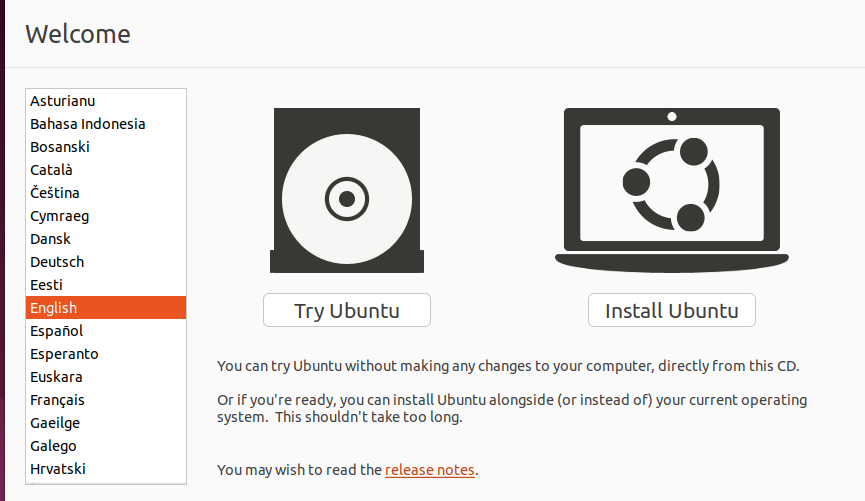 Welcome
Asturianu
Bahasa Indonesia
Bosanski
Català
Čeština
Cymraeg
Dansk
Deutsch
Eesti
English
Español
Esperanto
Euskara
Français
Gaeilge
Galego
Hrvatski
Try Ubuntu
Install Ubuntu
You can try Ubuntu without making any changes to your computer, directly from this CD.
Or if you're ready, you can install Ubuntu alongside (or instead of) your current operating
system.  This shouldn't take too long.
You may wish to read the release notes.